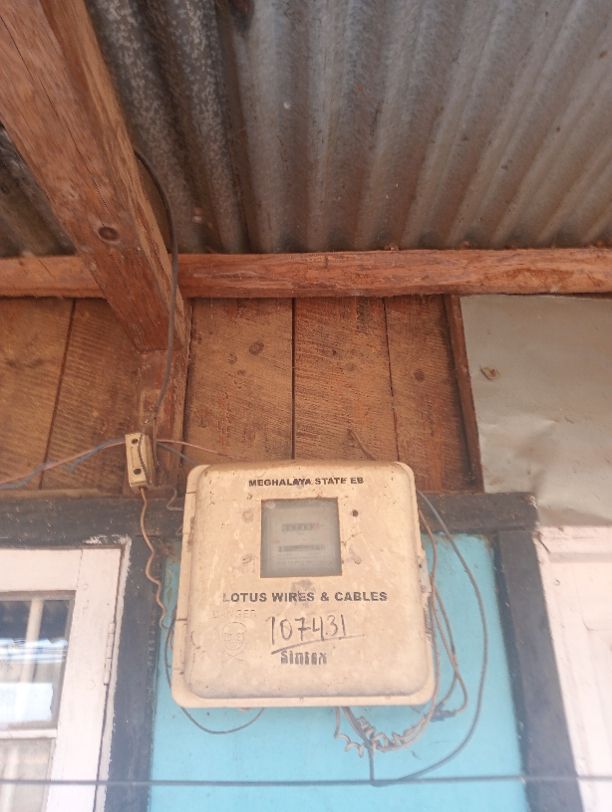 MEGHALAYA STATE EB
LOTUS WIRES & CABLES
107431
Sintex